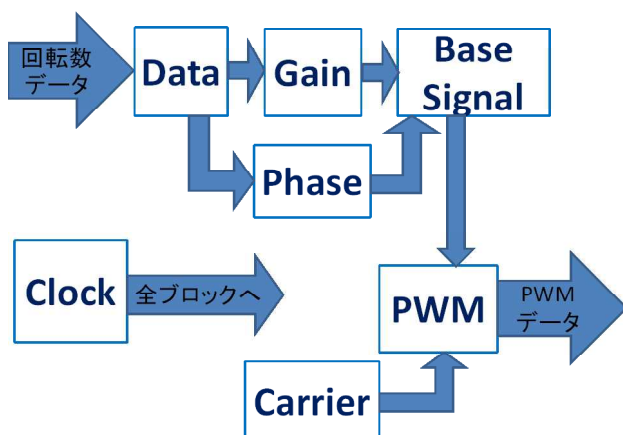 回転数
データ
Data
Gain
Base
Signal
Phase
Clock
全ブロックへ
PWM
PWM
データ
Carrier